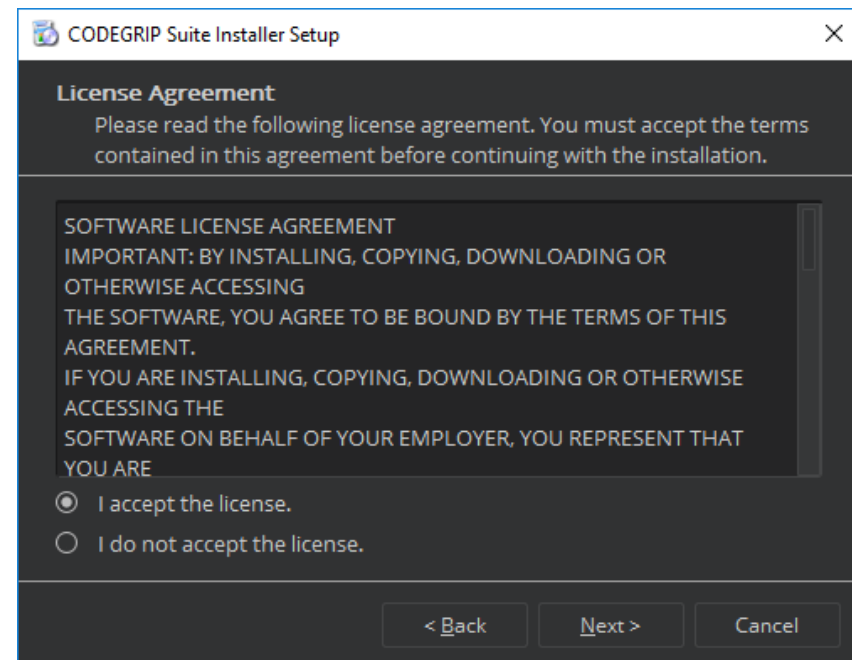 CODEGRIP Suite Installer Setup
License Agreement
Please read the following license agreement. You must accept the terms
contained in this agreement before continuing with the installation.
SOFTWARE LICENSE AGREEMENT
IMPORTANT: BY INSTALLING, COPYING, DOWNLOADING OR
OTHERWISE ACCESSING
THE SOFTWARE, YOU AGREE TO BE BOUND BY THE TERMS OF THIS
AGREEMENT.
IF YOU ARE INSTALLING, COPYING, DOWNLOADING OR OTHERWISE
ACCESSING THE
SOFTWARE ON BEHALF OF YOUR EMPLOYER, YOU REPRESENT THAT
YOU ARE
I accept the license.
I do not accept the license.
< Back Next > Cancel